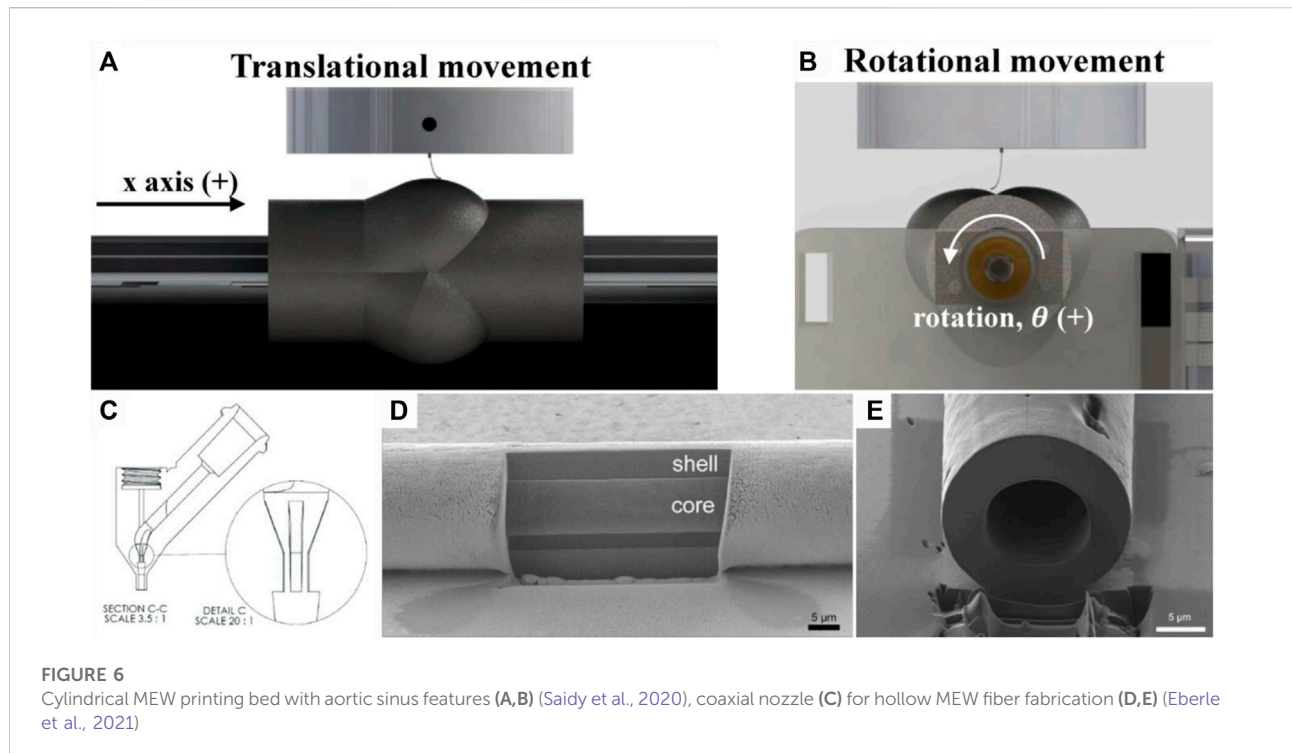 A
Translational movement
x axis (+)
B
Rotational movement
rotation, θ (+)
C
SECTION C-C
SCALE 3.5 : 1
DETAIL C
SCALE 20 : 1
D
shell
core
5 µm
E
5 µm
FIGURE 6
Cylindrical MEW printing bed with aortic sinus features (A,B) (Saidy et al., 2020), coaxial nozzle (C) for hollow MEW fiber fabrication (D,E) (Eberle
et al., 2021)